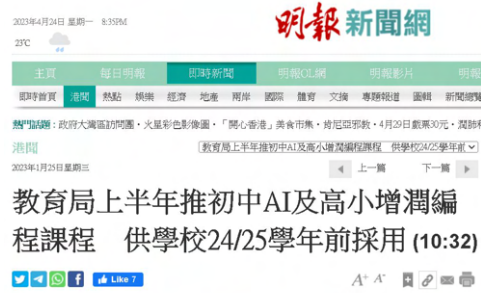 2023年4月24日 星期一 8:35PM
明報新聞網
23℃
主頁 每日明報 即時新聞 明報OL網 明報影片 明報
即時首頁 港聞 熱點 娛樂 經濟 地產 兩岸 國際 體育 文摘 專題報道 圖輯 新聞總覽
熱門話題：政府大灣區訪問團・火星彩色影像圖・「開心香港」美食市集・肯尼亞邪教・4月29日戲票30元・潤肺
港聞
教育局上半年推初中AI及高小增潤編程課程 供學校24/25學年前
2023年1月25日星期三
上一篇 下一篇
教育局上半年推初中AI及高小增潤編
程課程 供學校24/25學年前採用 (10:32)
Like 7
A+ A-